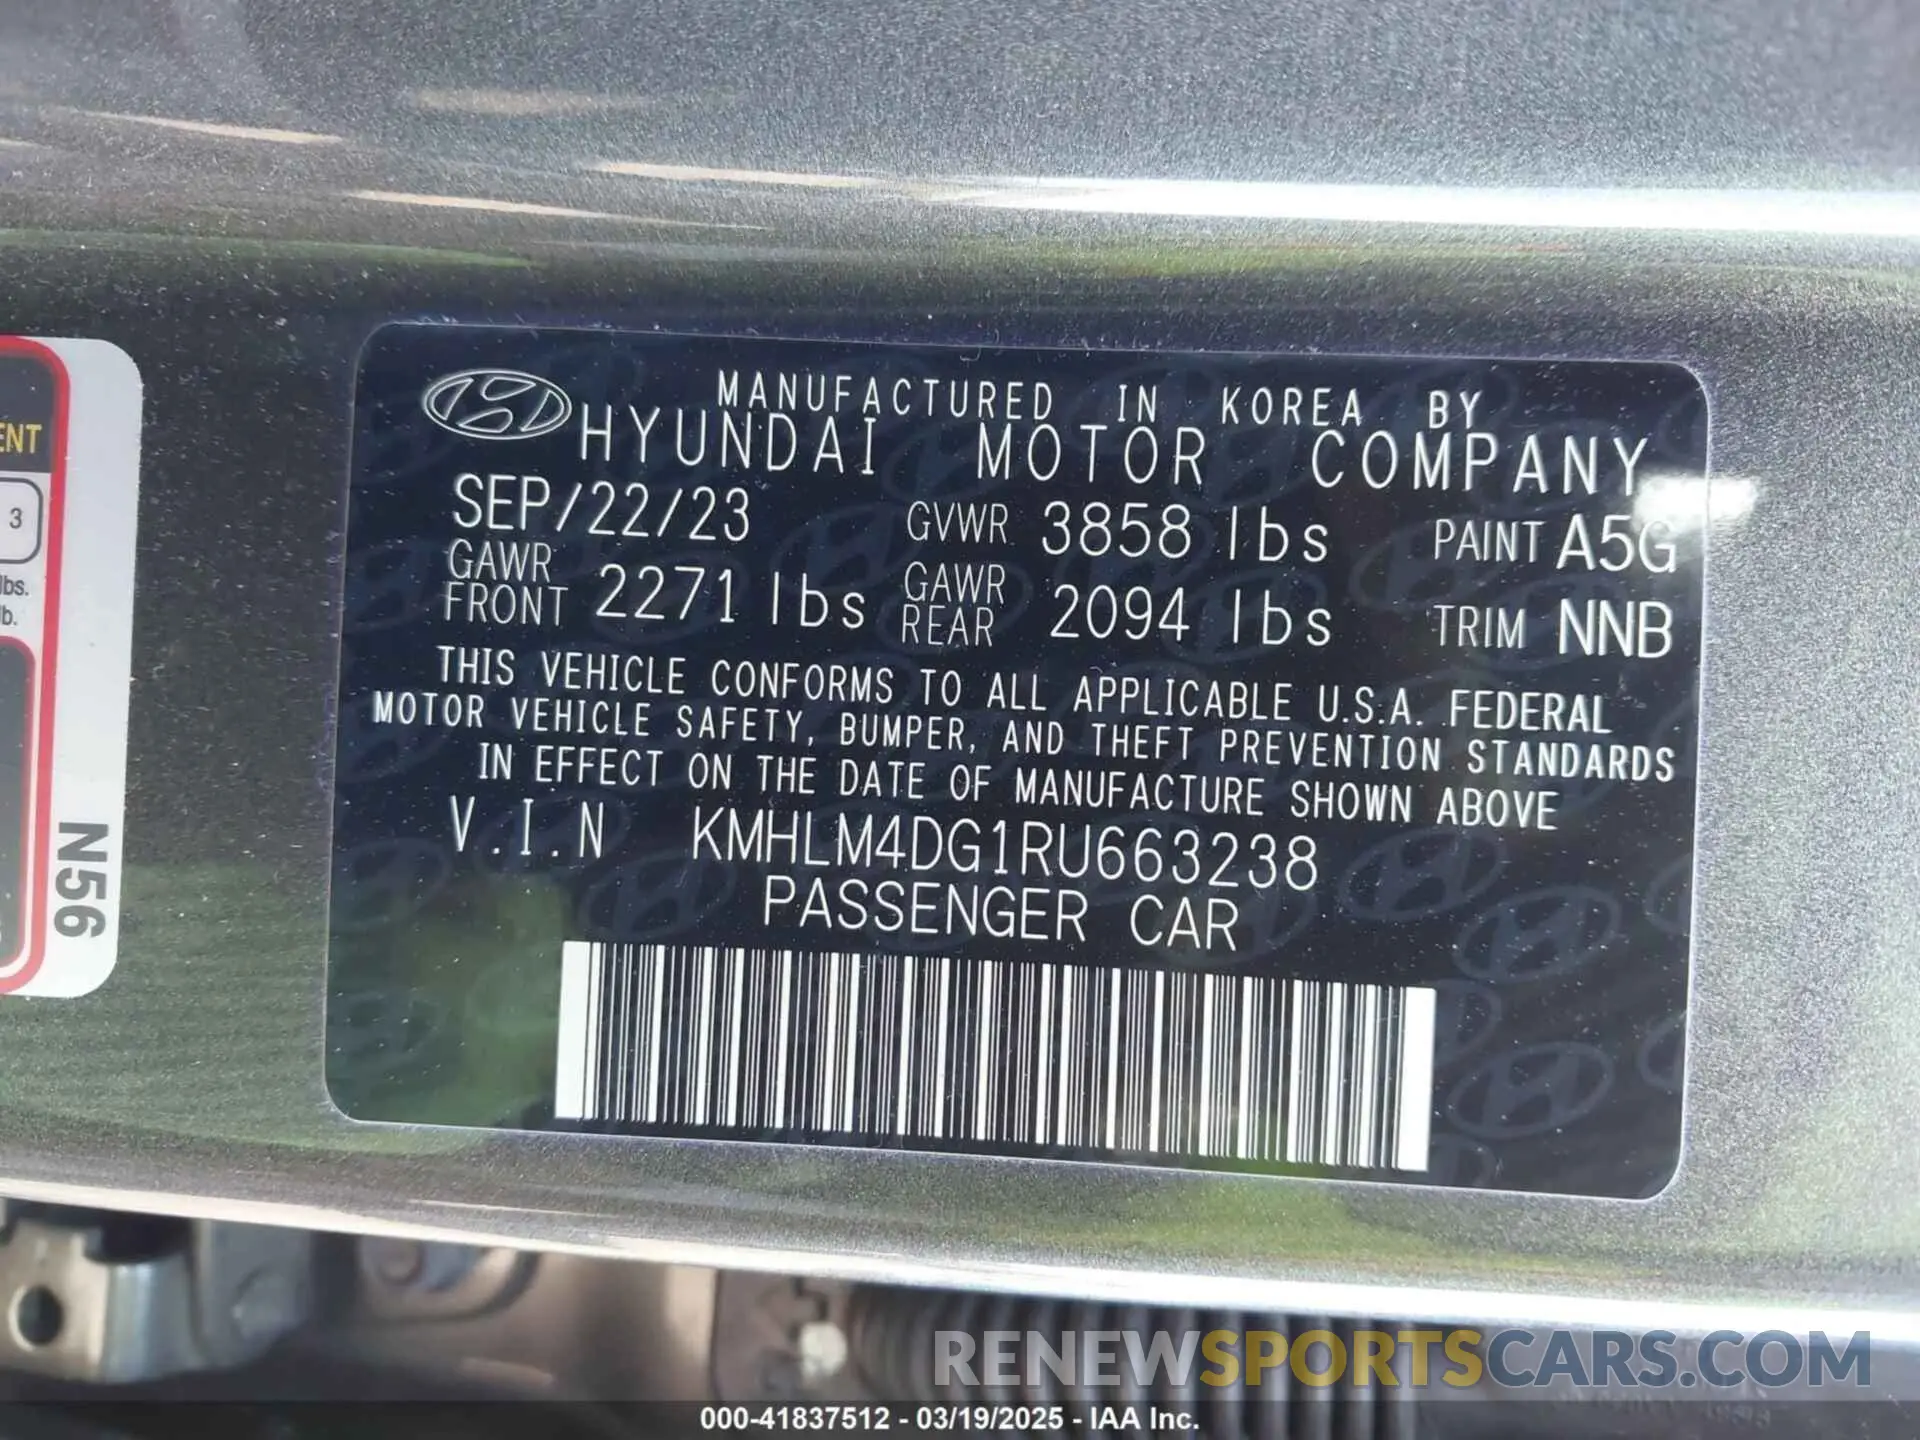 ENT
3
lbs.
lb.
N56
MANUFACTURED IN KOREA BY
HYUNDAI MOTOR COMPANY
SEP/22/23 GVWR 3858 lbs PAINT A5G
GAWR FRONT 2271 lbs GAWR REAR 2094 lbs TRIM NNB
THIS VEHICLE CONFORMS TO ALL APPLICABLE U.S.A. FEDERAL
MOTOR VEHICLE SAFETY, BUMPER, AND THEFT PREVENTION STANDARDS
IN EFFECT ON THE DATE OF MANUFACTURE SHOWN ABOVE
V.I.N KMHLM4DG1RU663238
PASSENGER CAR
RENEWSPORTSCARS.COM
000-41837512 - 03/19/2025 - IAA Inc.